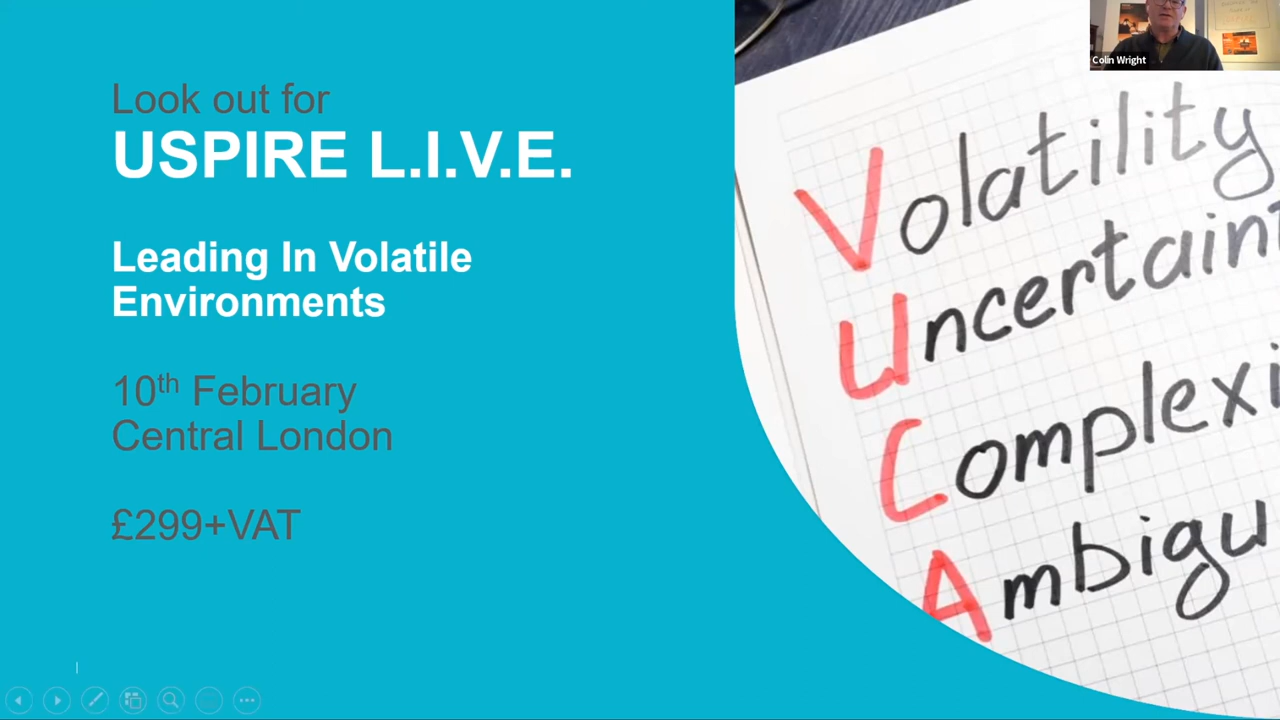 Look out for
USPIRE L.I.V.E.
Leading In Volatile
Environments
10th February
Central London
£299+VAT
Colin Wright
Volatility
Uncertaint
Complexi
Ambigu